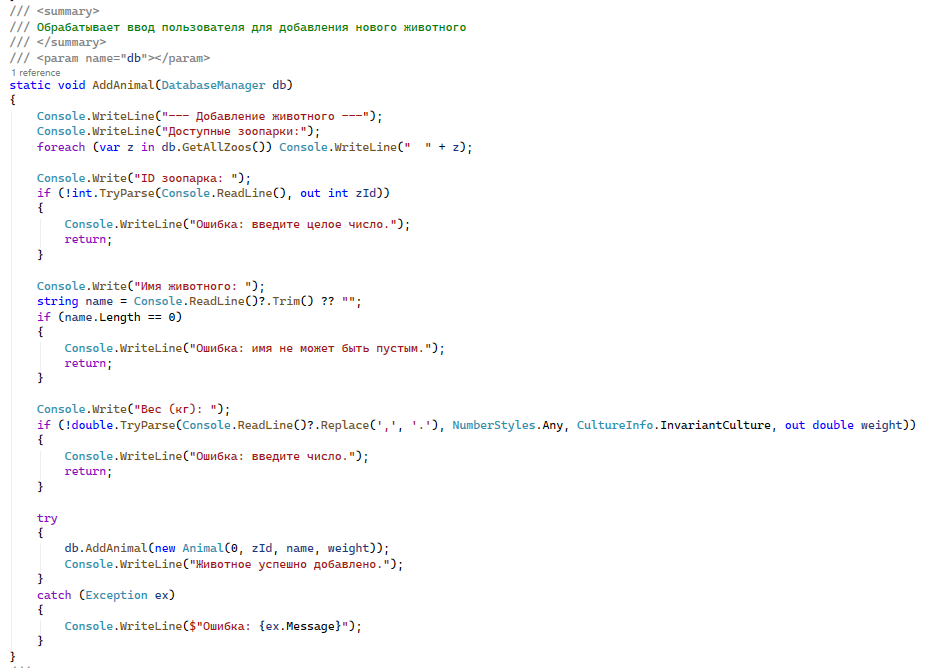 /// <summary>
/// Обрабатывает ввод пользователя для добавления нового животного
/// </summary>
/// <param name="db"></param>
1 reference
static void AddAnimal(DatabaseManager db)
{
    Console.WriteLine("--- Добавление животного ---");
    Console.WriteLine("Доступные зоопарки:");
    foreach (var z in db.GetAllZoos()) Console.WriteLine("  " + z);

    Console.Write("ID зоопарка: ");
    if (!int.TryParse(Console.ReadLine(), out int zId))
    {
        Console.WriteLine("Ошибка: введите целое число.");
        return;
    }

    Console.Write("Имя животного: ");
    string name = Console.ReadLine()?.Trim() ?? "";
    if (name.Length == 0)
    {
        Console.WriteLine("Ошибка: имя не может быть пустым.");
        return;
    }

    Console.Write("Вес (кг): ");
    if (!double.TryParse(Console.ReadLine()?.Replace(',', '.'), NumberStyles.Any, CultureInfo.InvariantCulture, out double weight))
    {
        Console.WriteLine("Ошибка: введите число.");
        return;
    }

    try
    {
        db.AddAnimal(new Animal(0, zId, name, weight));
        Console.WriteLine("Животное успешно добавлено.");
    }
    catch (Exception ex)
    {
        Console.WriteLine($"Ошибка: {ex.Message}");
    }
}